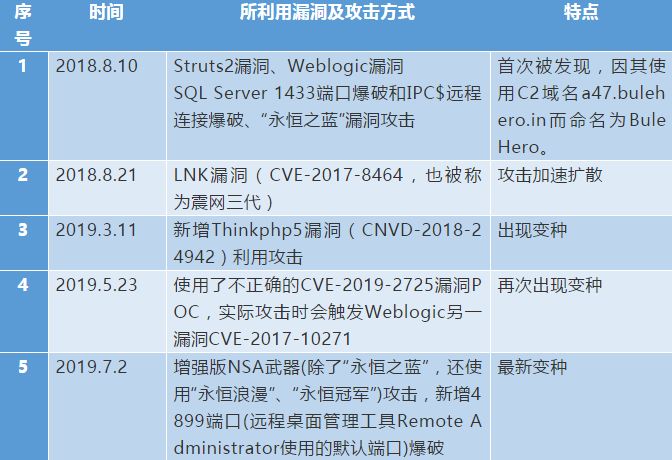 序号 时间 所利用漏洞及攻击方式 特点
1 2018.8.10 Struts2漏洞、Weblogic漏洞
SQL Server 1433端口爆破和IPC$远程
连接爆破、“永恒之蓝”漏洞攻击
首次被发现，因其使
用C2域名a47.buleh
ero.in而命名为Bule
Hero。
2 2018.8.21 LNK漏洞（CVE-2017-8464，也被称
为震网三代）
攻击加速扩散
3 2019.3.11 新增Thinkphp5漏洞（CNVD-2018-2
4942）利用攻击
出现变种
4 2019.5.23 使用了不正确的CVE-2019-2725漏洞P
OC，实际攻击时会触发Weblogic另一
漏洞CVE-2017-10271
再次出现变种
5 2019.7.2 增强版NSA武器(除了“永恒之蓝”，还使
用“永恒浪漫”、“永恒冠军”)攻击，新增4
899端口(远程桌面管理工具Remote A
dministrator使用的默认端口)爆破
最新变种